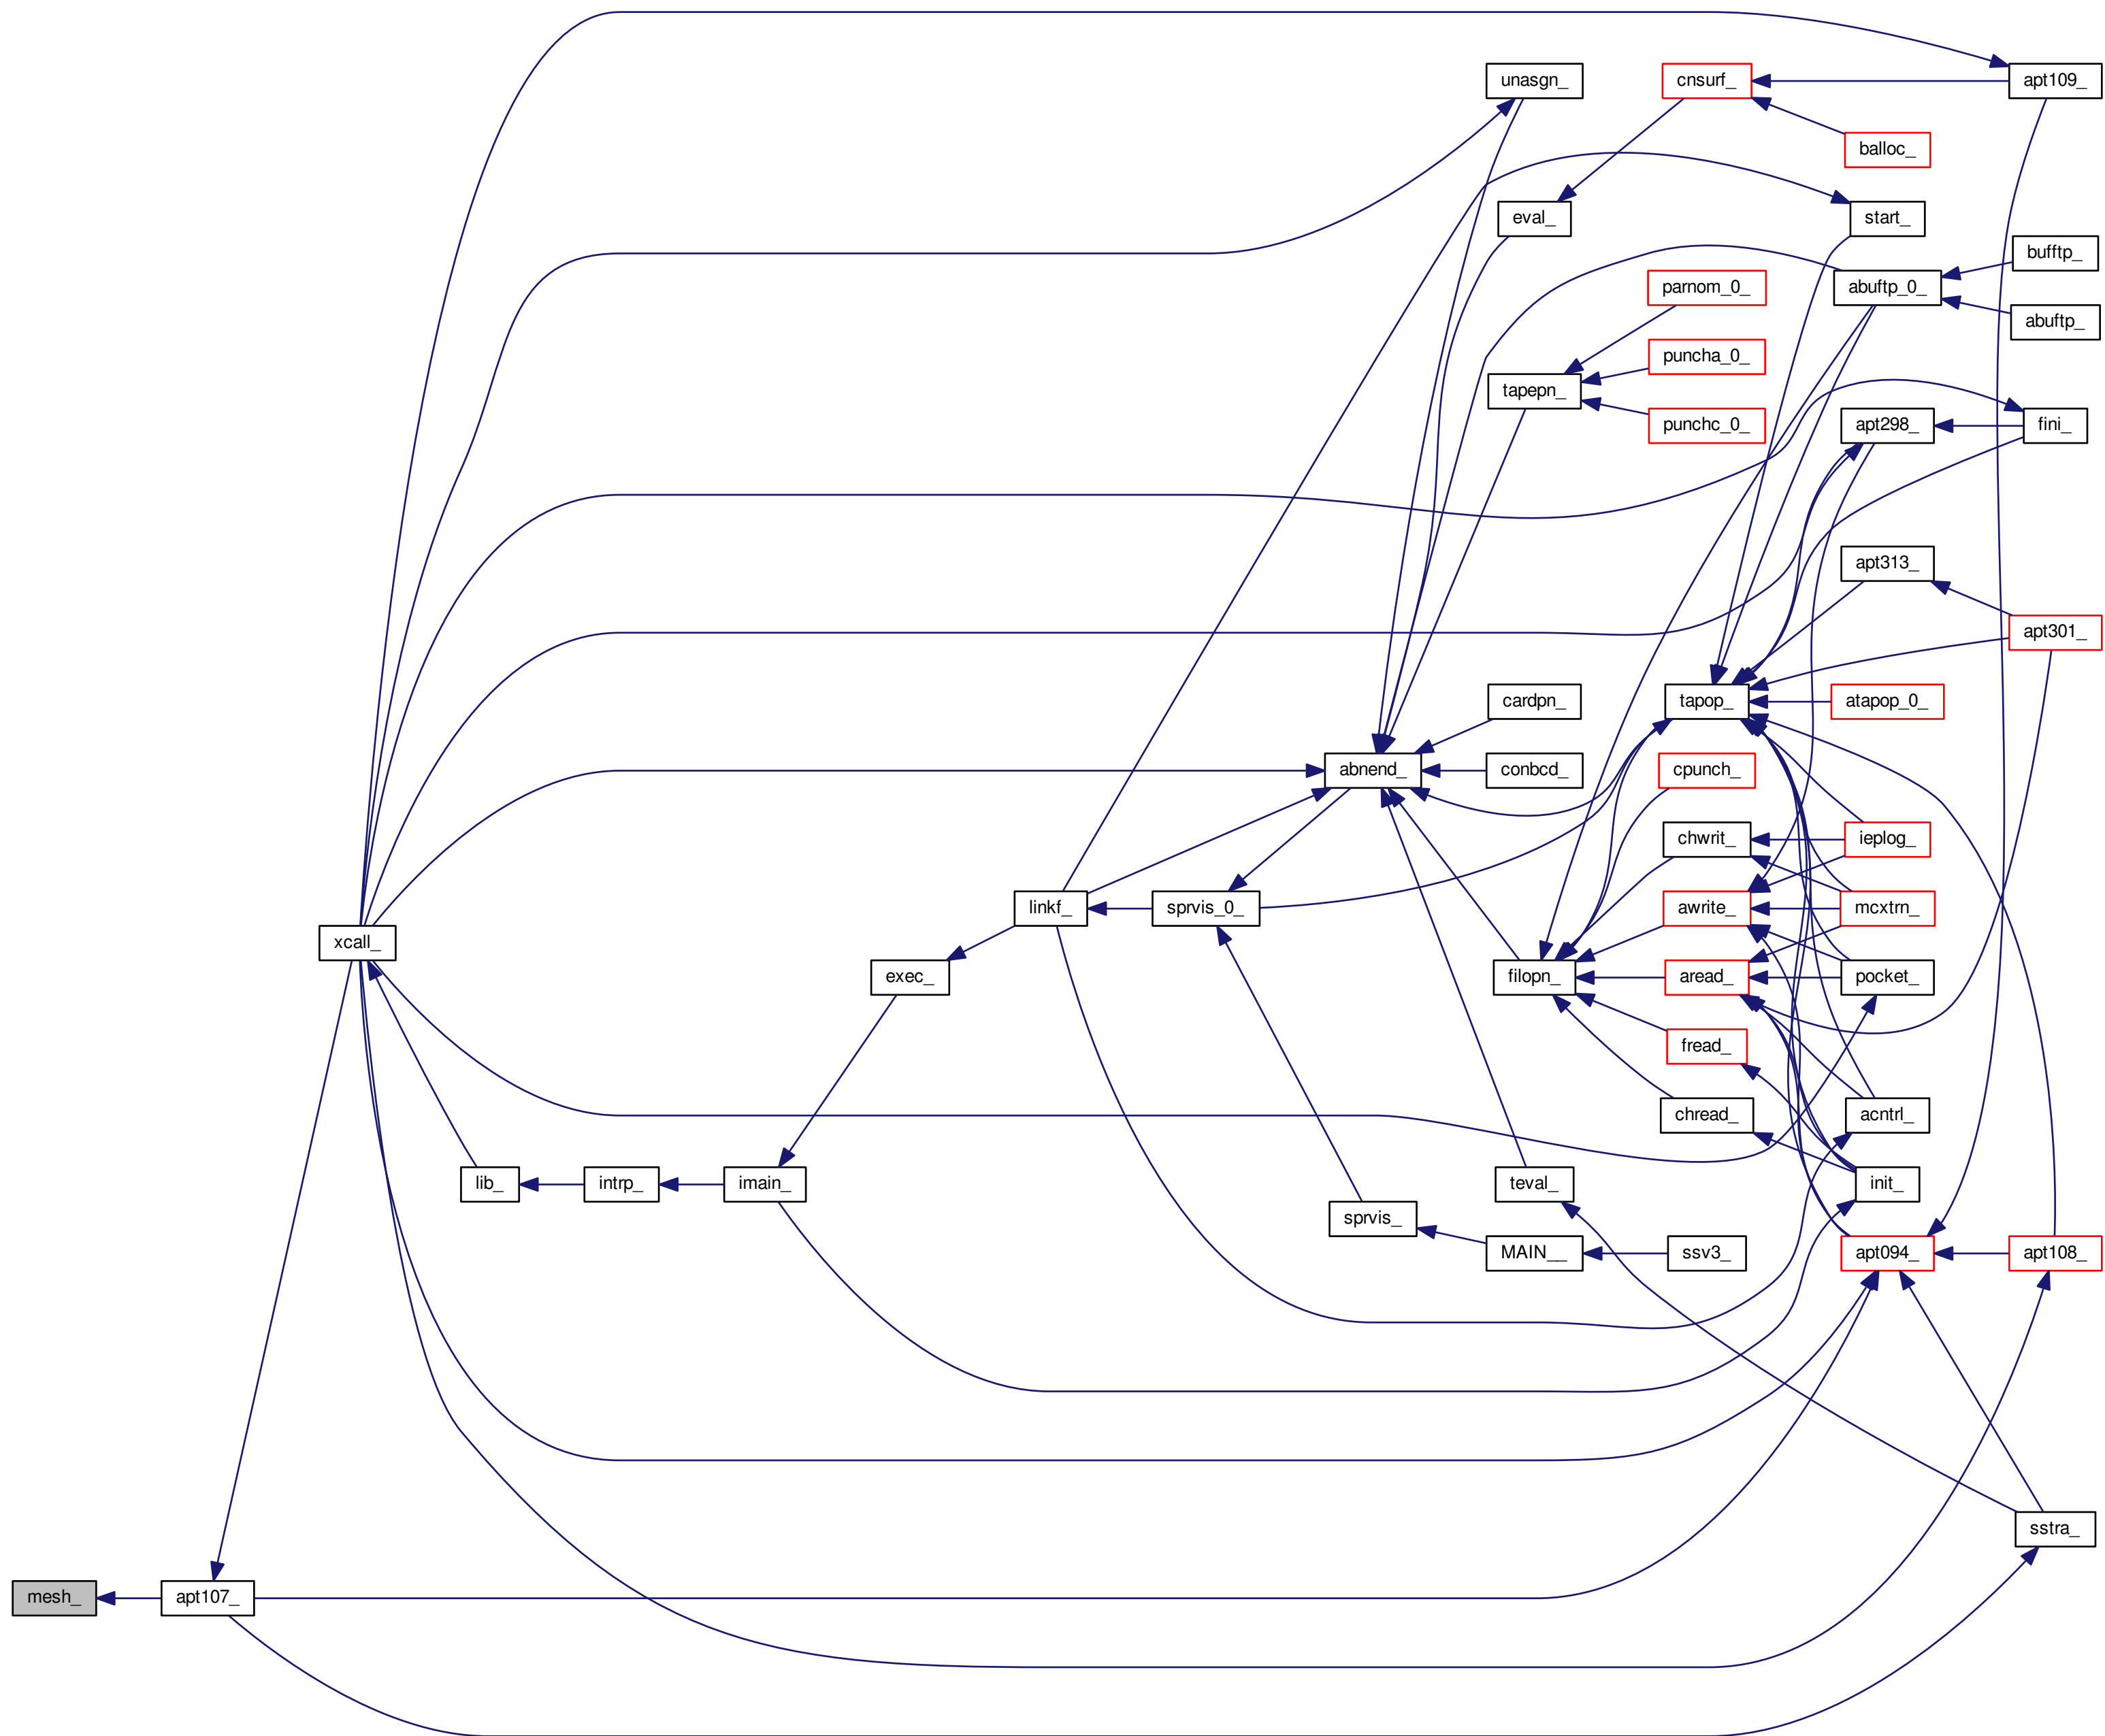 unasgn_
cnsurf_
apt109_
balloc_
eval_
start_
bufftp_
parnom_0_
abuftp_0_
abuftp_
puncha_0_
tapepn_
punchc_0_
apt298_
fini_
apt313_
apt301_
cardpn_
tapop_
atapop_0_
abnend_
conbcd_
cpunch_
chwrit_
ieplog_
linkf_
sprvis_0_
awrite_
mcxtrn_
xcall_
exec_
filopn_
aread_
pocket_
fread_
chread_
acntrl_
lib_
intrp_
imain_
teval_
init_
sprvis_
MAIN__
ssv3_
apt094_
apt108_
sstra_
mesh_
apt107_